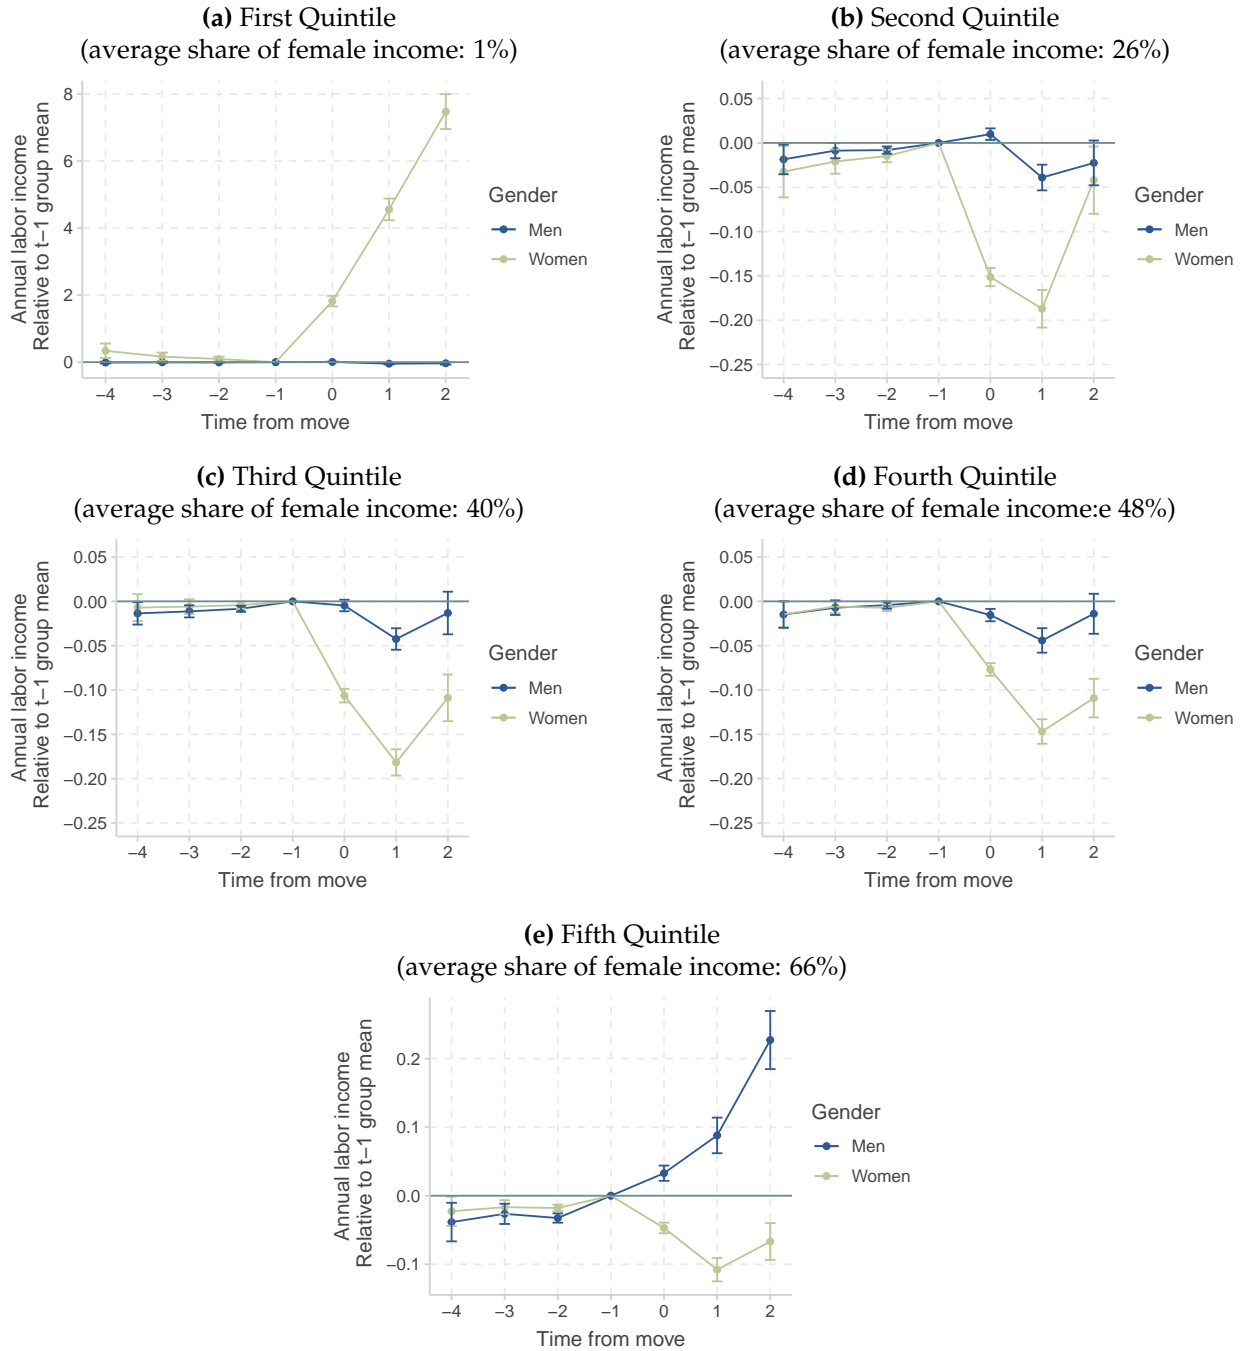 (a) First Quintile
(average share of female income: 1%)
Annual labor income
Relative to t−1 group mean
8
6
4
2
0
−4 −3 −2 −1 0 1 2
Time from move
Gender
Men
Women
(b) Second Quintile
(average share of female income: 26%)
Annual labor income
Relative to t−1 group mean
0.05
0.00
−0.05
−0.10
−0.15
−0.20
−0.25
−4 −3 −2 −1 0 1 2
Time from move
Gender
Men
Women
(c) Third Quintile
(average share of female income: 40%)
Annual labor income
Relative to t−1 group mean
0.05
0.00
−0.05
−0.10
−0.15
−0.20
−0.25
−4 −3 −2 −1 0 1 2
Time from move
Gender
Men
Women
(d) Fourth Quintile
(average share of female income:e 48%)
Annual labor income
Relative to t−1 group mean
0.05
0.00
−0.05
−0.10
−0.15
−0.20
−0.25
−4 −3 −2 −1 0 1 2
Time from move
Gender
Men
Women
(e) Fifth Quintile
(average share of female income: 66%)
Annual labor income
Relative to t−1 group mean
0.2
0.1
0.0
−0.1
−4 −3 −2 −1 0 1 2
Time from move
Gender
Men
Women